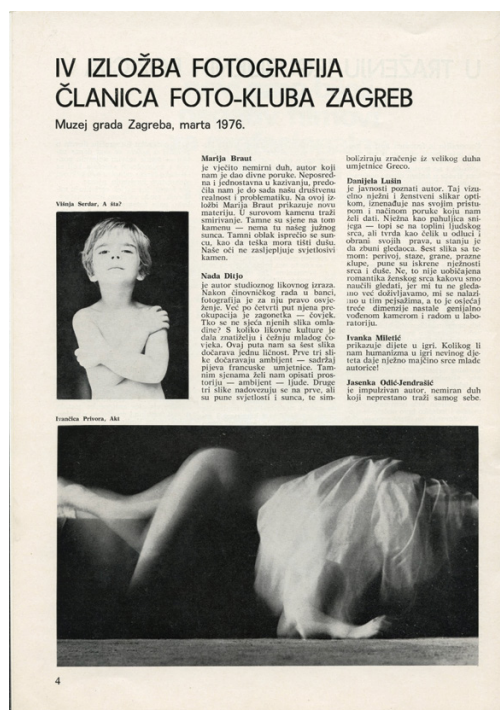 IV IZLOŽBA FOTOGRAFIJA
ČLANICA FOTO-KLUBA ZAGREB
Muzej grada Zagreba, marta 1976.
Višnja Serdar, A šta?
Marija Braut
je vječito nemirni duh, autor koji
nam je dao divne poruke. Neposred-
na i jednostavna u kazivanju, predo-
čila nam je do sada našu društvenu
realnost i problematiku. Na ovoj iz-
ložbi Marija Braut prikazuje novu
materiju. U surovom kamenu traži
smirivanje. Tamne su sjene na tom
kamenu — nema tu našeg južnog
sunca. Tamni oblak isprečio se sun-
cu, kao da teška mora tišti dušu.
Naše oči ne zasljepljuje svjetlosivi
kamen.
Nada Ditjo
je autor studioznog likovnog izraza.
Nakon činovničkog rada u banci,
fotografija je za nju pravo osvje-
ženje. Već po četvrti put njena pre-
okupacija je zagonetka — čovjek.
Tko se ne sjeća njenih slika omla-
dine? S koliko likovne kulture je
dala znatiželju i čežnju mladog čo-
vjeka. Ovaj puta nam sa šest slika
dočarava jednu ličnost. Prve tri sli-
ke dočaravaju ambijent — sadržaj
pijeva francuske umjetnice. Tam-
nim sjenama želi nam opisati pros-
toriju — ambijent — ljude. Druge
tri slike nadovezuju se na prve, ali
su pune svjetlosti i sunca, te sim-
boliziraju zračenje iz velikog duha
umjetnice Greco.
Danijela Lušin
je javnosti poznati autor. Taj vizu-
elno nježni i ženstveni slikar opti-
kom, iznenađuje nas svojim pristu-
pom i načinom poruke koju nam
želi dati. Nježna kao pahuljica sni-
jega — topi se na toplini ljudskog
srca, ali tvrda kao čelik u odluci i
obrani svojih prava, u stanju je
da zbuni gledaoca. Šest slika sa te-
mom: perivoj, staze, grane, prazne
klupe, pune su iskrene nježnosti
srca i duše. Ne, to nije uobičajena
romantika ženskog srca kakovu smo
naučili gledati, jer mi tu ne gleda-
mo već doživljavamo, mi se nalazi-
mo u tim pejsažima, a to je osjećaj
treće dimenzije nastale genijalno
vođenom kamerom i radom u labo-
ratoriju.
Ivanka Miletić
prikazuje dijete u igri. Kolikog li
nam humanizma u igri nevinog dje-
teta daje nježno majčino srce mlade
autorice!
Jasenka Odić-Jendrašić
je impulzivan autor, nemiran duh
koji neprestano traži samog sebe.
Frančica Privora, Akt
4